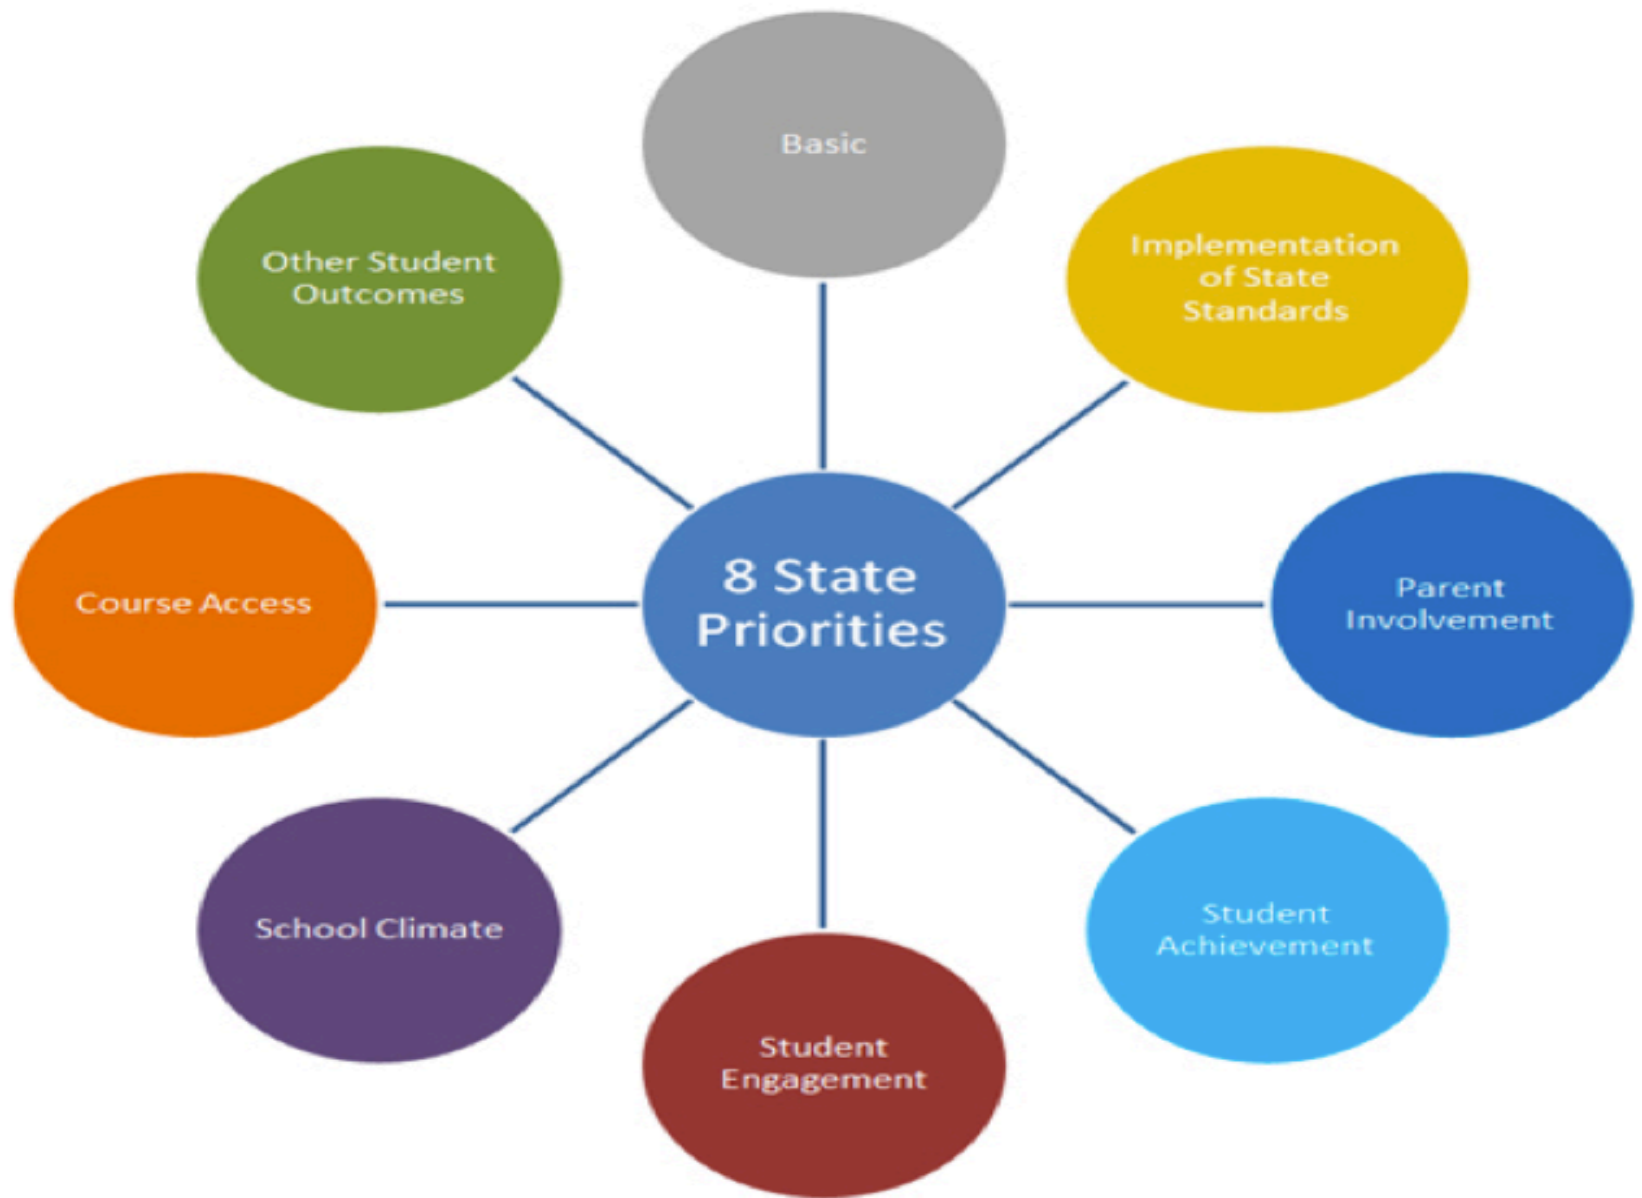 Basic
Implementation
of State
Standards
Other Student
Outcomes
8 State
Priorities
Parent
Involvement
Course Access
Student
Achievement
School Climate
Student
Engagement